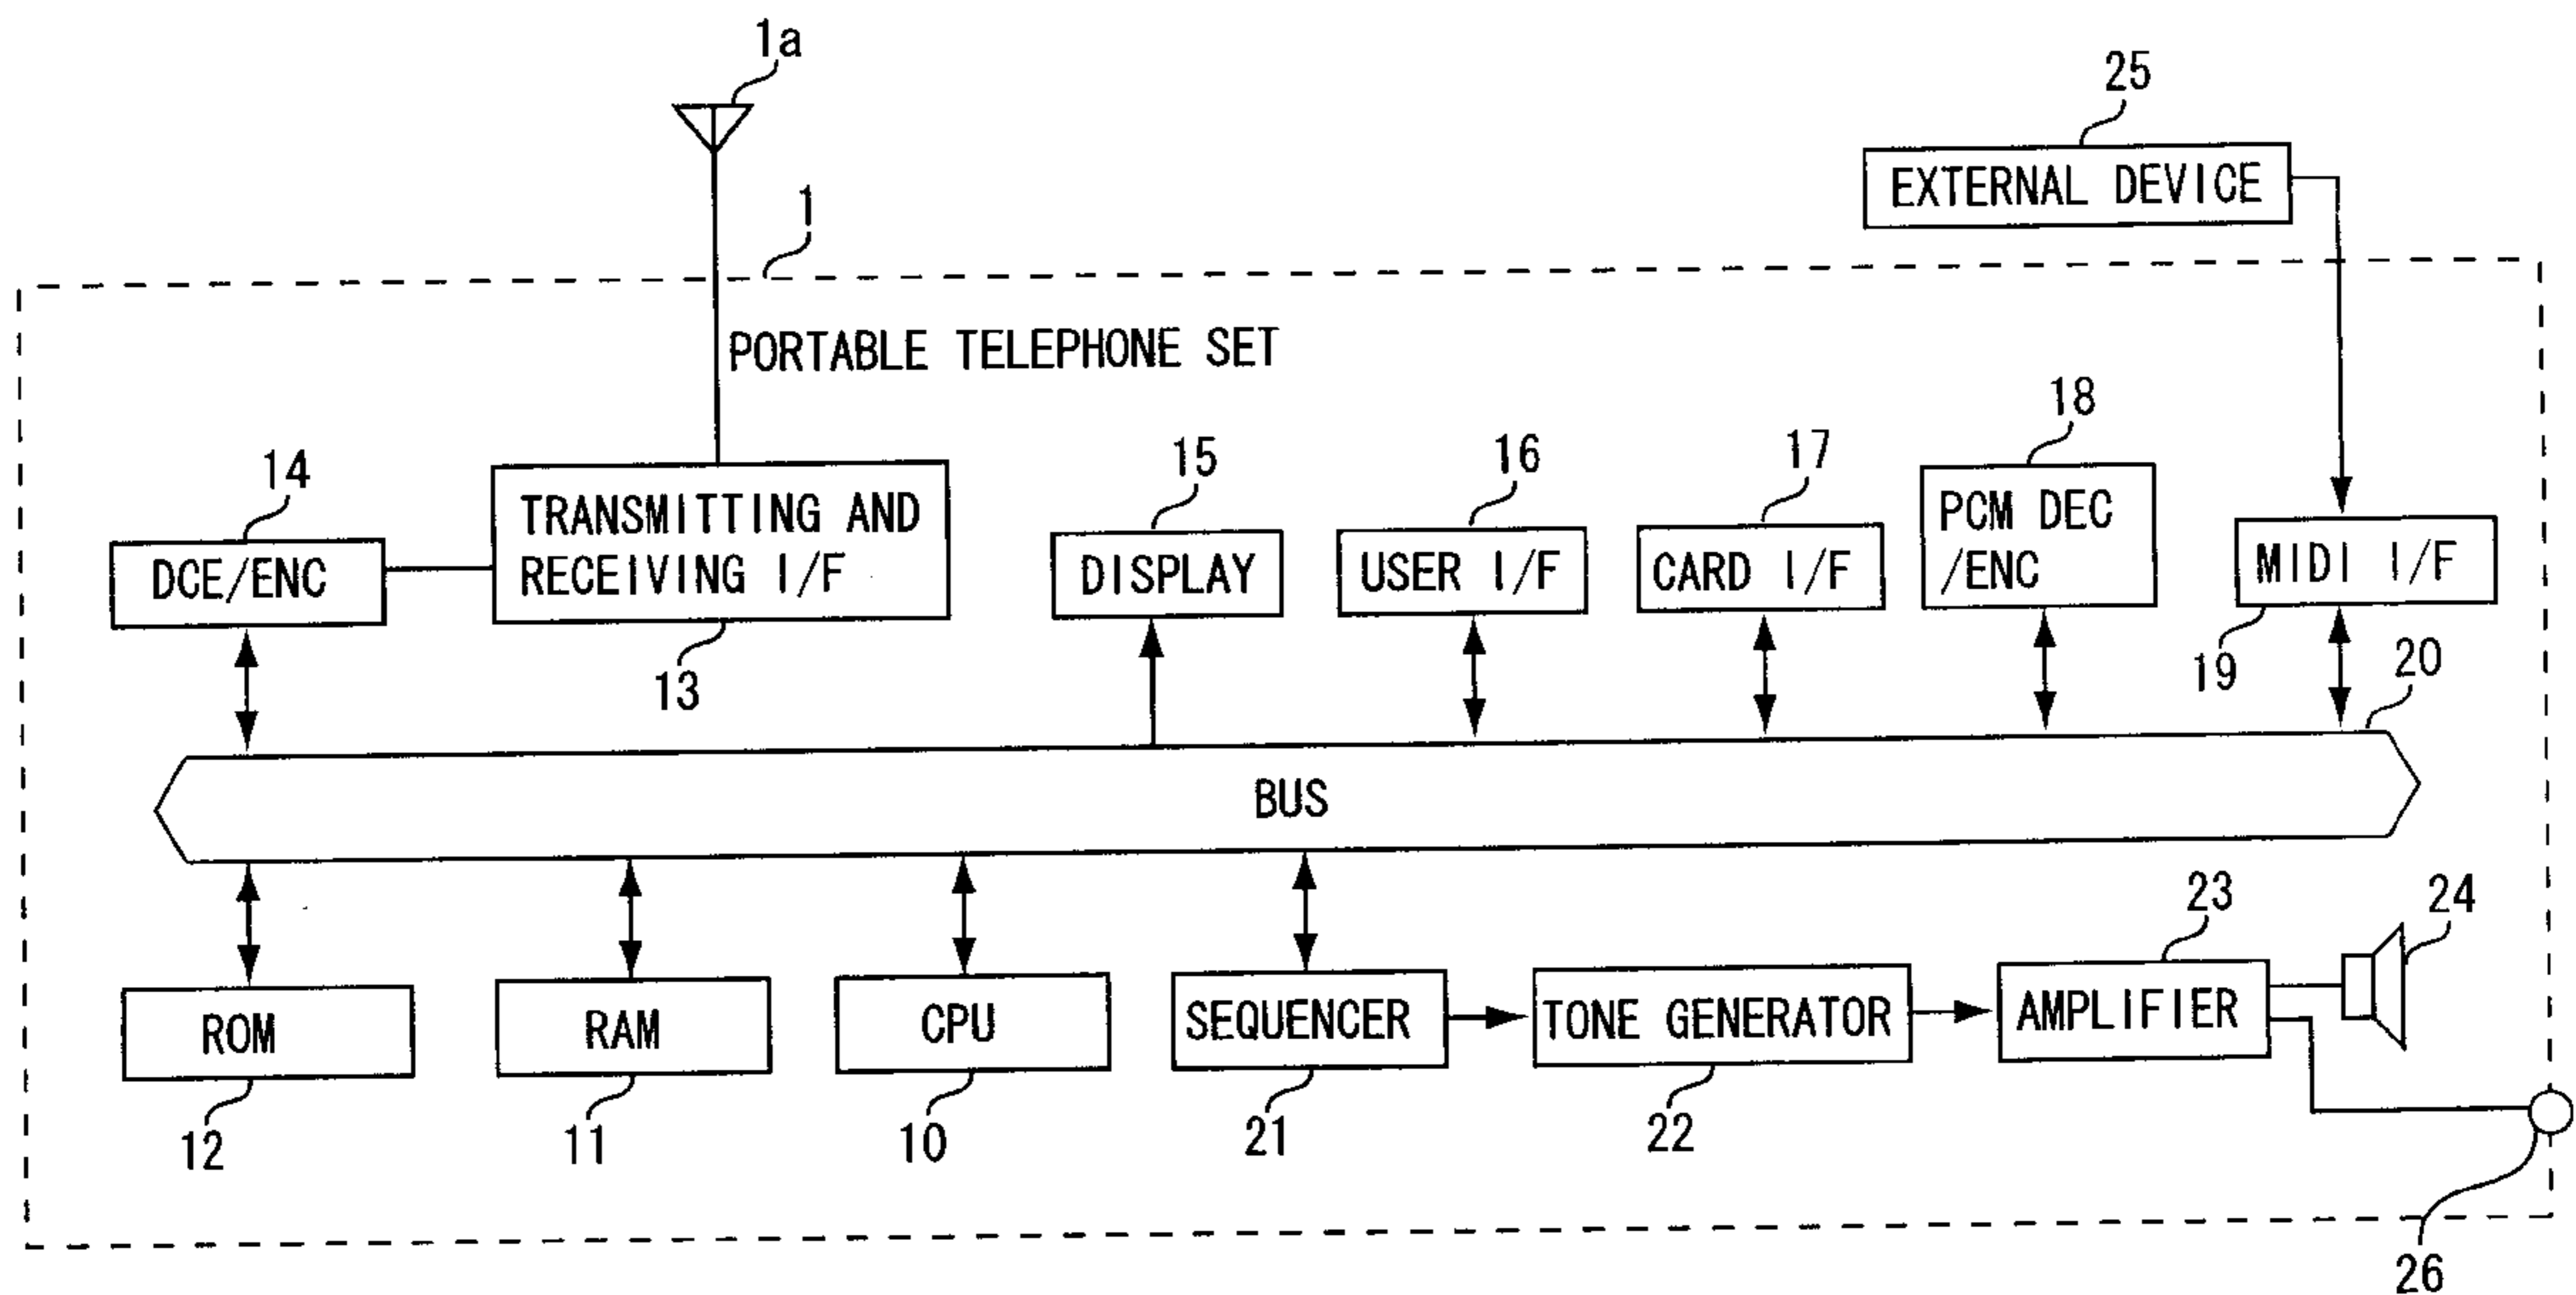 1a
25
EXTERNAL DEVICE
1
PORTABLE TELEPHONE SET
14
DCE/ENC
TRANSMITTING AND
RECEIVING I/F
13
15
DISPLAY
16
USER I/F
17
CARD I/F
18
PCM DEC
/ENC
MIDI I/F
19
20
BUS
ROM
12
RAM
11
CPU
10
SEQUENCER
21
TONE GENERATOR
22
23
AMPLIFIER
24
26